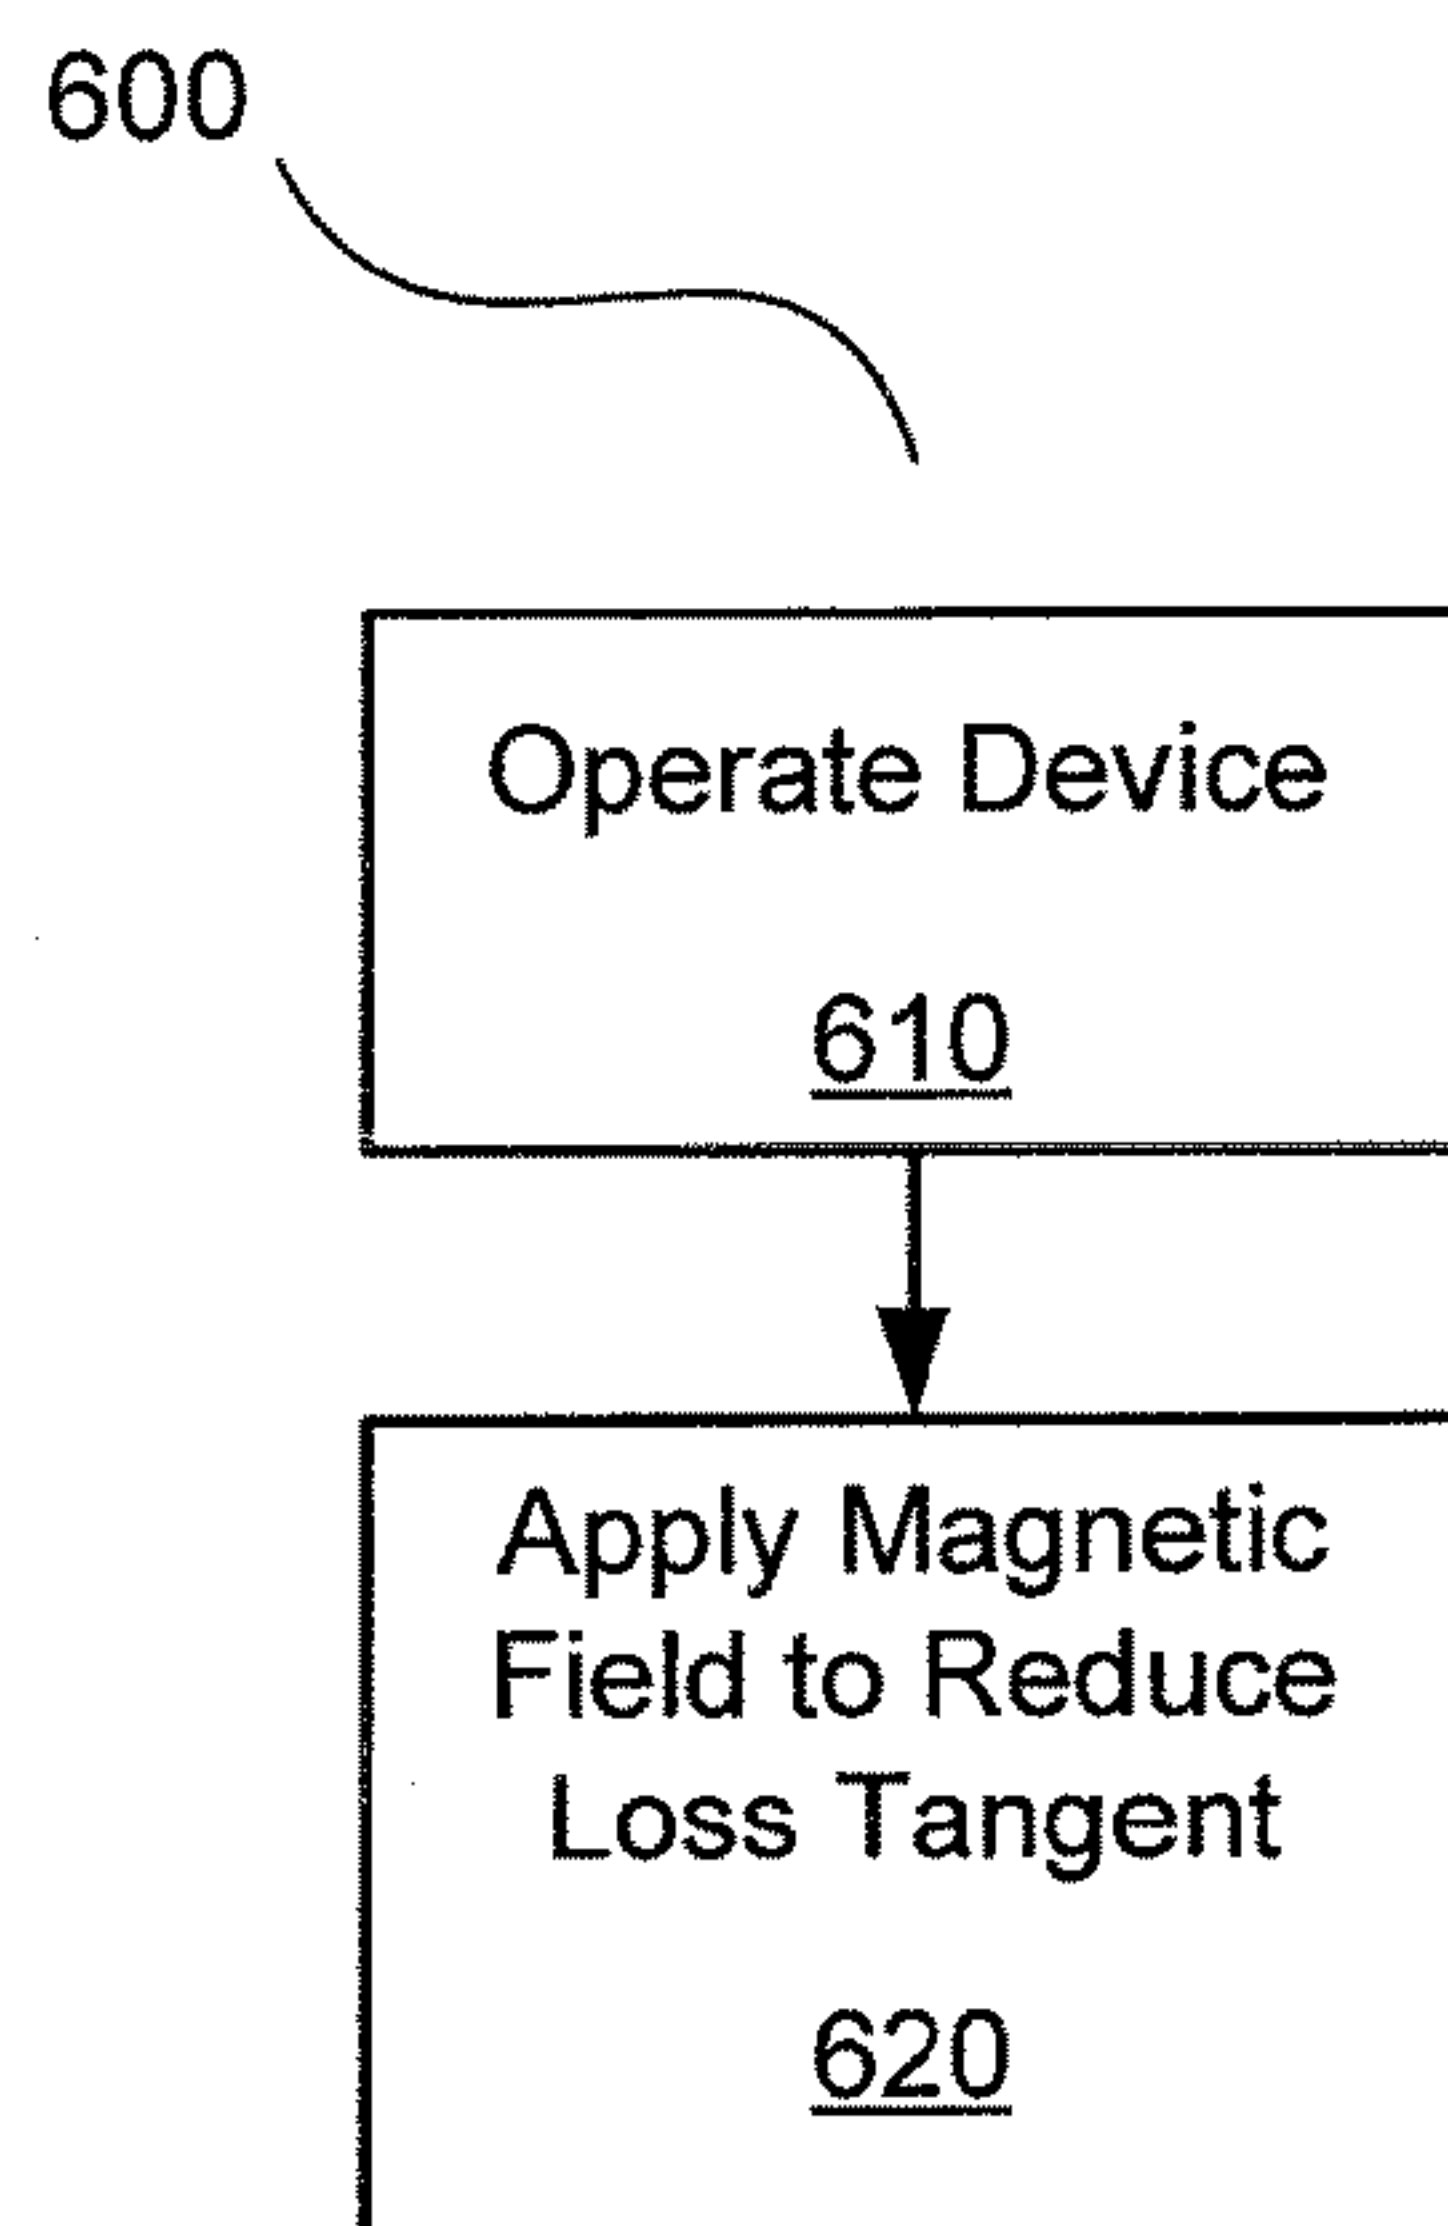 600
Operate Device
610
Apply Magnetic
Field to Reduce
Loss Tangent
620